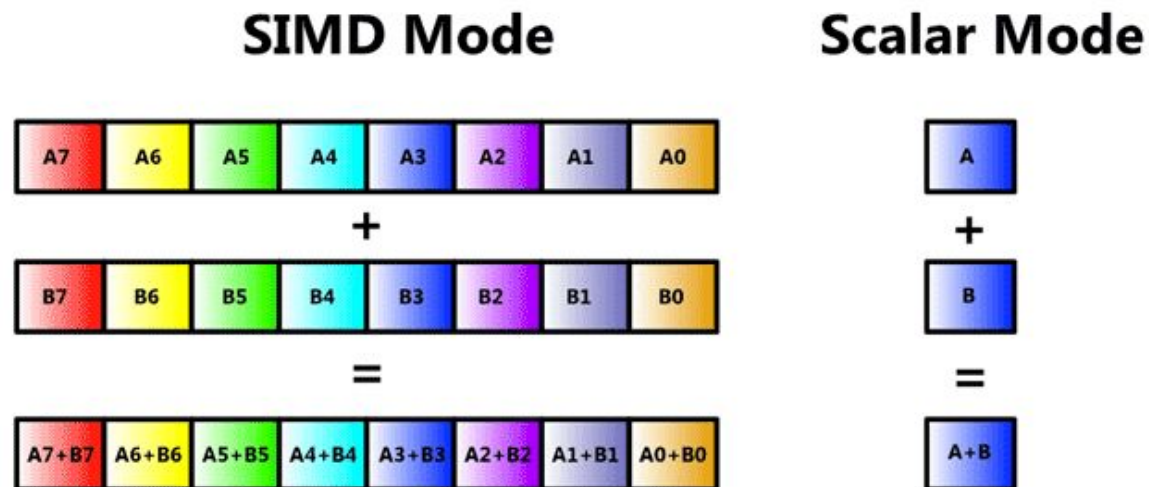 SIMD Mode Scalar Mode
A7 A6 A5 A4 A3 A2 A1 A0 A
+ +
B7 B6 B5 B4 B3 B2 B1 B0 B
= =
A7+B7 A6+B6 A5+B5 A4+B4 A3+B3 A2+B2 A1+B1 A0+B0 A+B